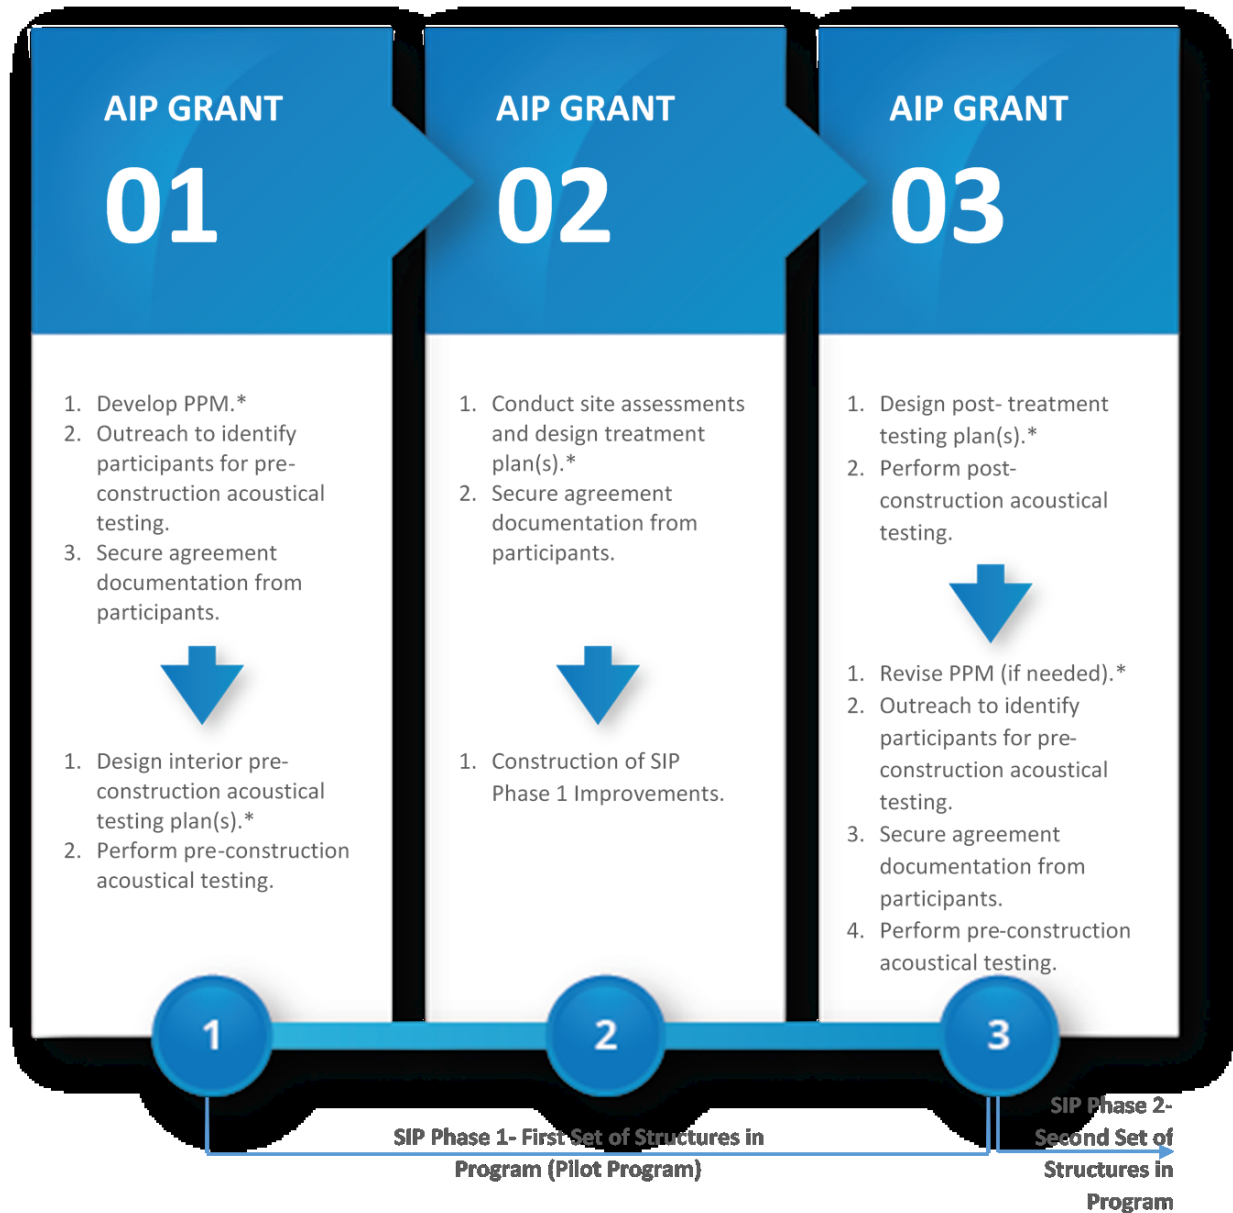 AIP GRANT
01
1. Develop PPM.*
2. Outreach to identify
participants for pre-
construction acoustical
testing.
3. Secure agreement
documentation from
participants.
1. Design interior pre-
construction acoustical
testing plan(s).*
2. Perform pre-construction
acoustical testing.
1
AIP GRANT
02
1. Conduct site assessments
and design treatment
plan(s).*
2. Secure agreement
documentation from
participants.
1. Construction of SIP
Phase 1 Improvements.
2
AIP GRANT
03
1. Design post- treatment
testing plan(s).*
2. Perform post-
construction acoustical
testing.
1. Revise PPM (if needed).*
2. Outreach to identify
participants for pre-
construction acoustical
testing.
3. Secure agreement
documentation from
participants.
4. Perform pre-construction
acoustical testing.
3
SIP Phase 1- First Set of Structures in
Program (Pilot Program)
SIP Phase 2-
Second Set of
Structures in
Program